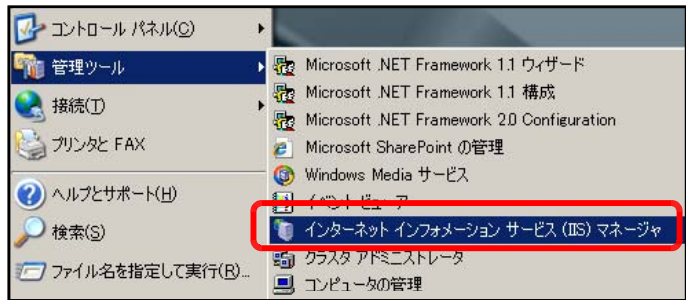 コントロール パネル(C)
管理ツール
接続(T)
プリンタと FAX
ヘルプとサポート(H)
検索(S)
ファイル名を指定して実行(R)...
Microsoft .NET Framework 1.1 ウィザード
Microsoft .NET Framework 1.1 構成
Microsoft .NET Framework 2.0 Configuration
Microsoft SharePoint の管理
Windows Media サービス
イベント ビューア
インターネット インフォメーション サービス (IIS) マネージャ
クラスタ アドミニストレータ
コンピュータの管理